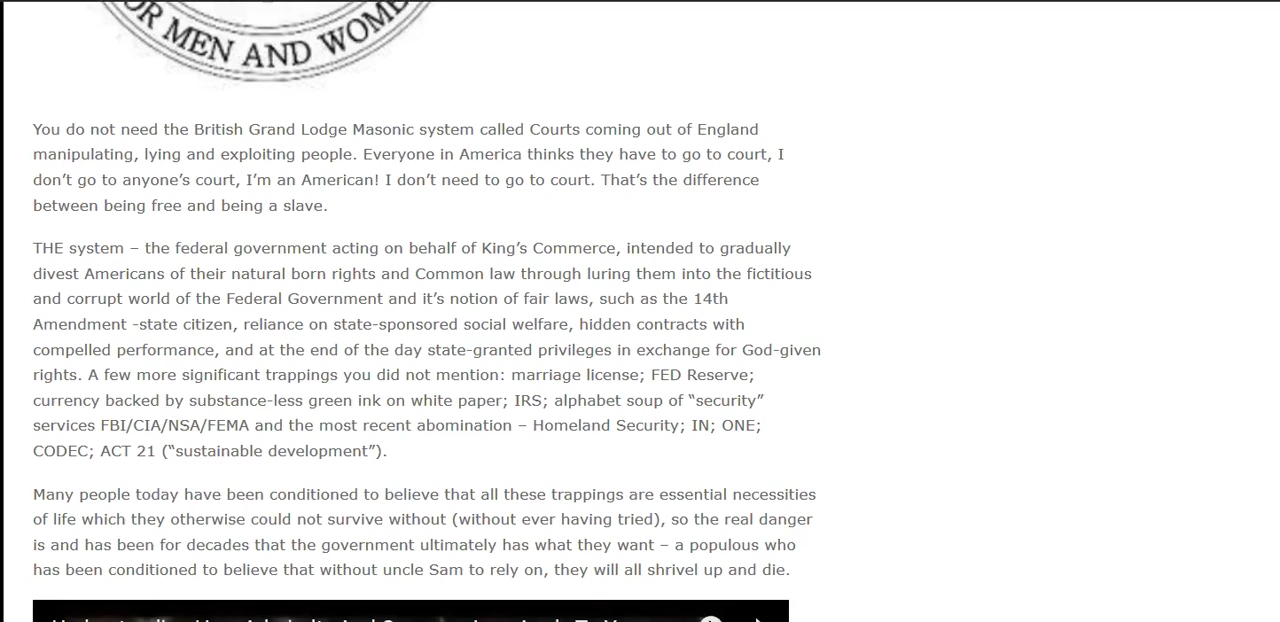 OR MEN AND WOME
You do not need the British Grand Lodge Masonic system called Courts coming out of England
manipulating, lying and exploiting people. Everyone in America thinks they have to go to court, I
don’t go to anyone’s court, I’m an American! I don’t need to go to court. That’s the difference
between being free and being a slave.
THE system – the federal government acting on behalf of King’s Commerce, intended to gradually
divest Americans of their natural born rights and Common law through luring them into the fictitious
and corrupt world of the Federal Government and it’s notion of fair laws, such as the 14th
Amendment -state citizen, reliance on state-sponsored social welfare, hidden contracts with
compelled performance, and at the end of the day state-granted privileges in exchange for God-given
rights. A few more significant trappings you did not mention: marriage license; FED Reserve;
currency backed by substance-less green ink on white paper; IRS; alphabet soup of “security”
services FBI/CIA/NSA/FEMA and the most recent abomination – Homeland Security; IN; ONE;
CODEC; ACT 21 (“sustainable development”).
Many people today have been conditioned to believe that all these trappings are essential necessities
of life which they otherwise could not survive without (without ever having tried), so the real danger
is and has been for decades that the government ultimately has what they want – a populous who
has been conditioned to believe that without uncle Sam to rely on, they will all shrivel up and die.